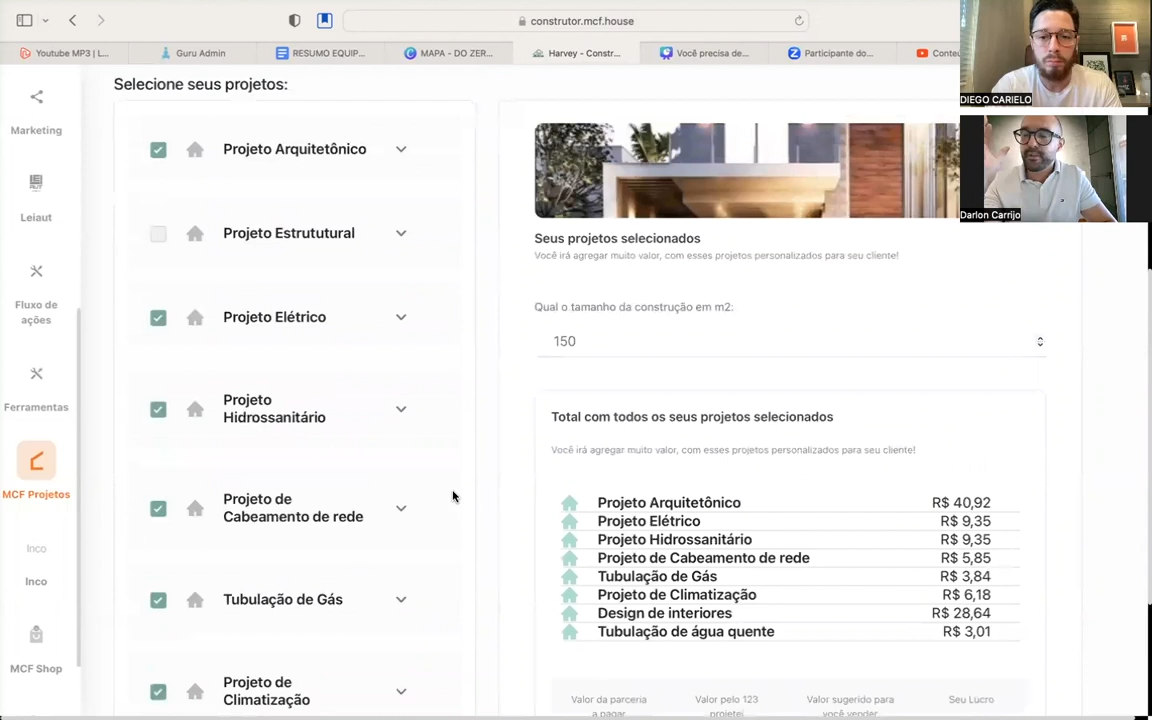 construtor.mcf.house
Youtube MP3 | L...
Guru Admin
RESUMO EQUIP...
MAPA - DO ZER...
Harvey - Constr...
Você precisa de...
Participante do...
Conteú
DIEGO CARIELO
Darlon Carrijo
Marketing
Leiaut
Fluxo de
ações
Ferramentas
MCF Projetos
Inco
Inco
MCF Shop
Selecione seus projetos:
Projeto Arquitetônico
Projeto Estrututural
Projeto Elétrico
Projeto
Hidrossanitário
Projeto de
Cabeamento de rede
Tubulação de Gás
Projeto de
Climatização
Seus projetos selecionados
Você irá agregar muito valor, com esses projetos personalizados para seu cliente!
Qual o tamanho da construção em m2:
150
Total com todos os seus projetos selecionados
Você irá agregar muito valor, com esses projetos personalizados para seu cliente!
Projeto Arquitetônico R$ 40,92
Projeto Elétrico R$ 9,35
Projeto Hidrossanitário R$ 9,35
Projeto de Cabeamento de rede R$ 5,85
Tubulação de Gás R$ 3,84
Projeto de Climatização R$ 6,18
Design de interiores R$ 28,64
Tubulação de água quente R$ 3,01
Valor da parceria Valor pelo 123 Valor sugerido para Seu Lucro
a pagar projetei você vender